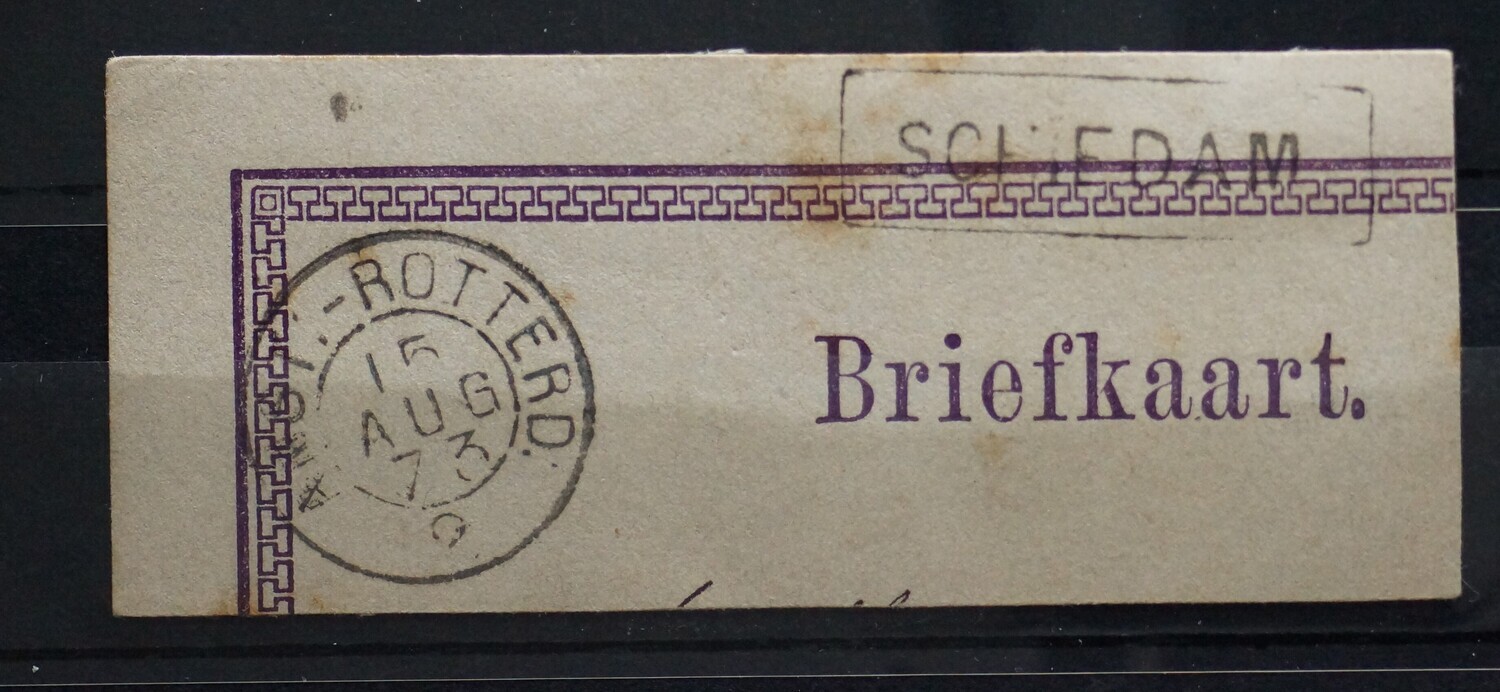 SCHIEDAM
AMST.-ROTTERD.
15
AUG
73
C
Briefkaart.